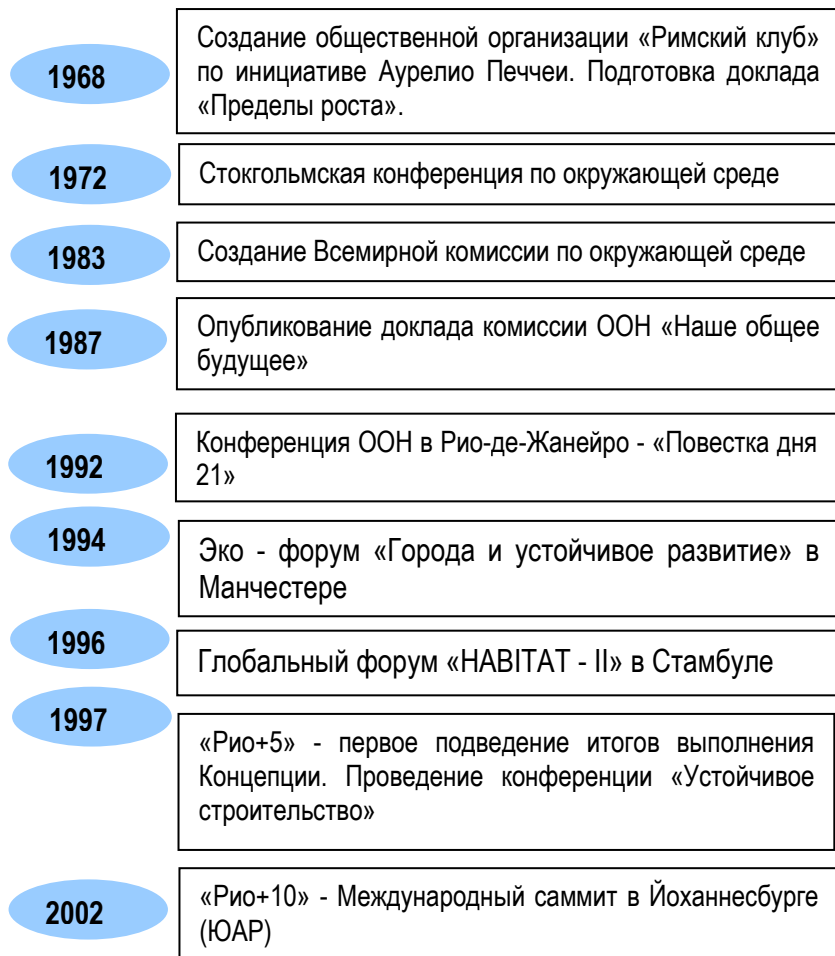 1968
Создание общественной организации «Римский клуб»
по инициативе Аурелио Печчеи. Подготовка доклада
«Пределы роста».
1972
Стокгольмская конференция по окружающей среде
1983
Создание Всемирной комиссии по окружающей среде
1987
Опубликование доклада комиссии ООН «Наше общее
будущее»
1992
Конференция ООН в Рио-де-Жанейро - «Повестка дня
21»
1994
Эко - форум «Города и устойчивое развитие» в
Манчестере
1996
Глобальный форум «HABITAT - II» в Стамбуле
1997
«Рио+5» - первое подведение итогов выполнения
Концепции. Проведение конференции «Устойчивое
строительство»
2002
«Рио+10» - Международный саммит в Йоханнесбурге
(ЮАР)